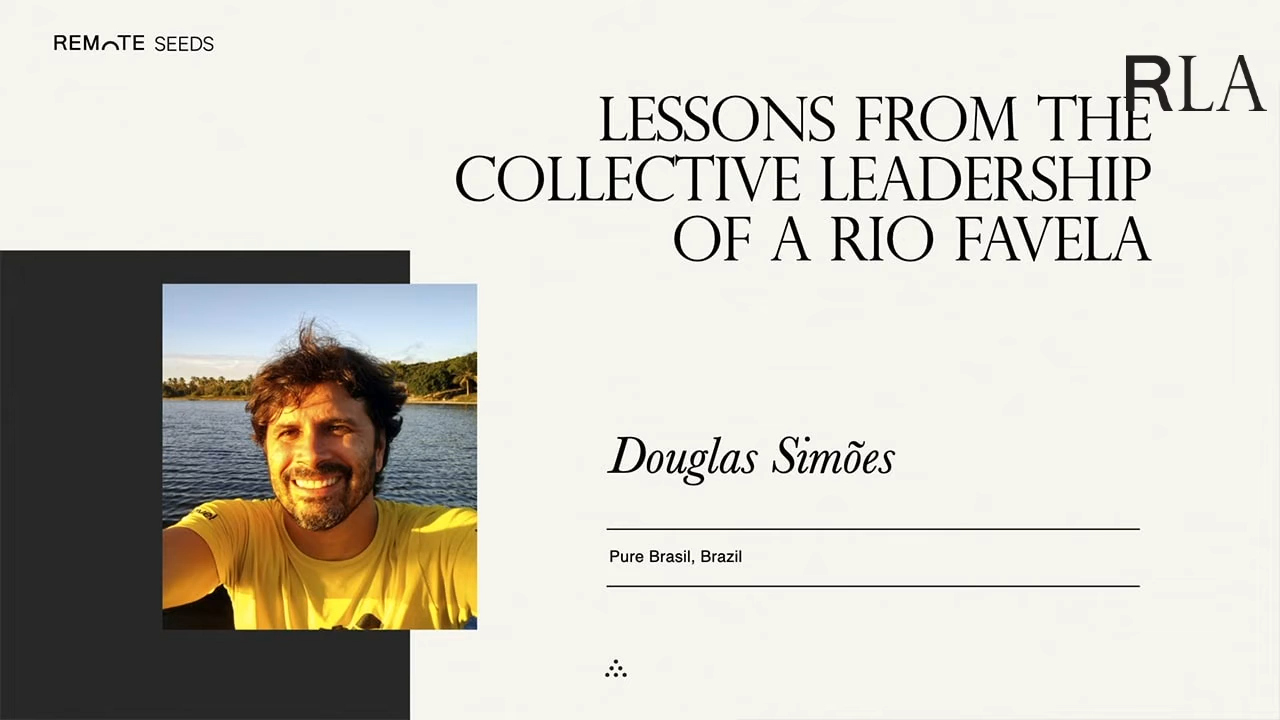 REMOTE SEEDS
RLA
LESSONS FROM THE
COLLECTIVE LEADERSHIP
OF A RIO FAVELA
Douglas Simões
Pure Brasil, Brazil